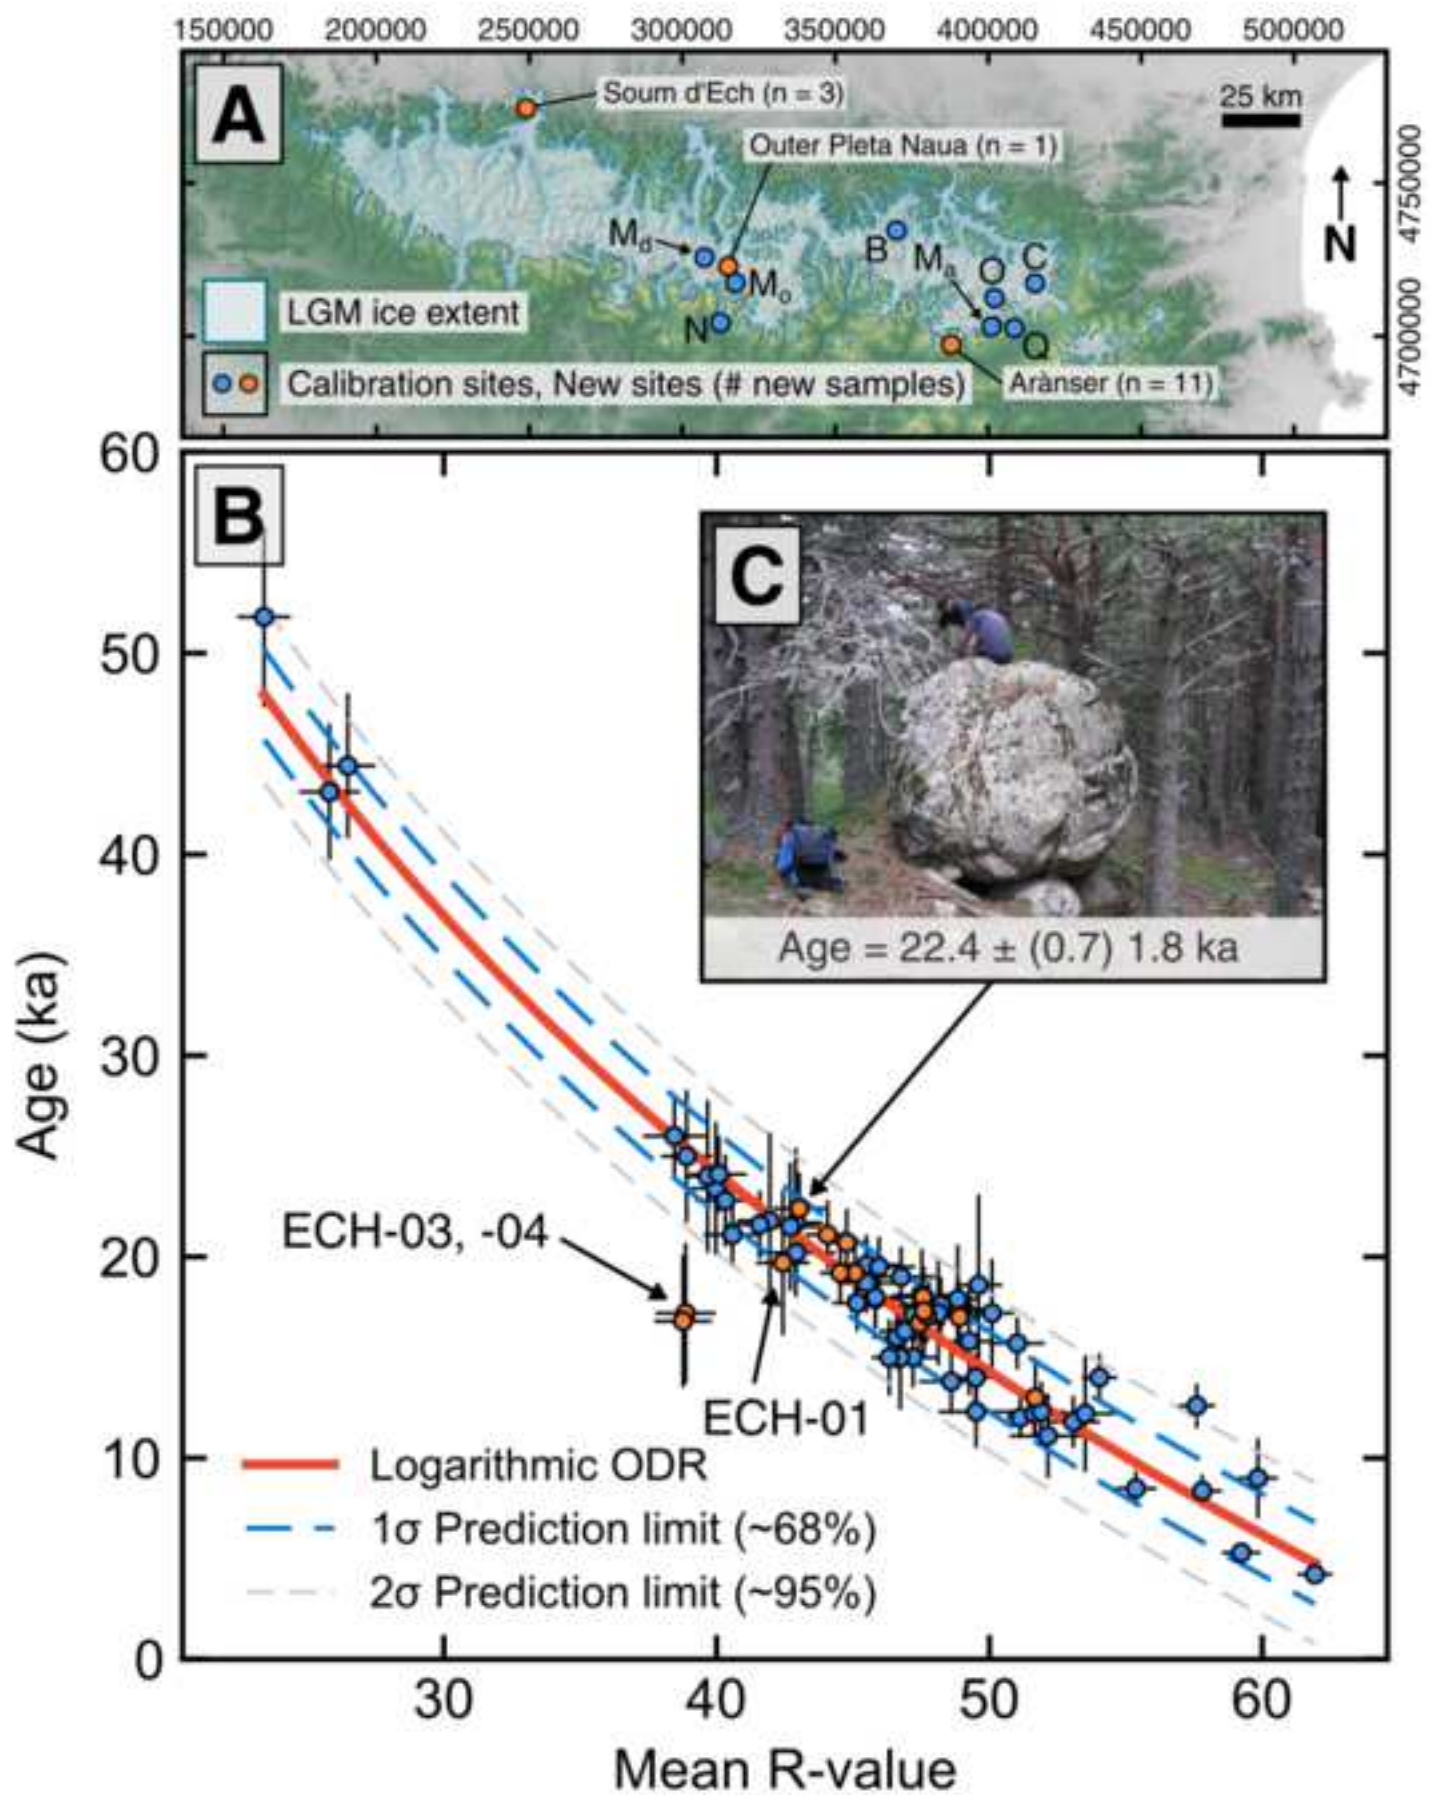 150000 200000 250000 300000 350000 400000 450000 500000
A
Soum d'Ech (n = 3)
25 km
Outer Pleta Naua (n = 1)
4750000
N
Md
B
Ma
O
C
Mo
LGM ice extent
N
Q
4700000
Calibration sites, New sites (# new samples)
Arànser (n = 11)
60
B
C
50
40
Age = 22.4 ± (0.7) 1.8 ka
30
Age (ka)
ECH-03, -04
20
ECH-01
10
Logarithmic ODR
1σ Prediction limit (~68%)
2σ Prediction limit (~95%)
0
30 40 50 60
Mean R-value